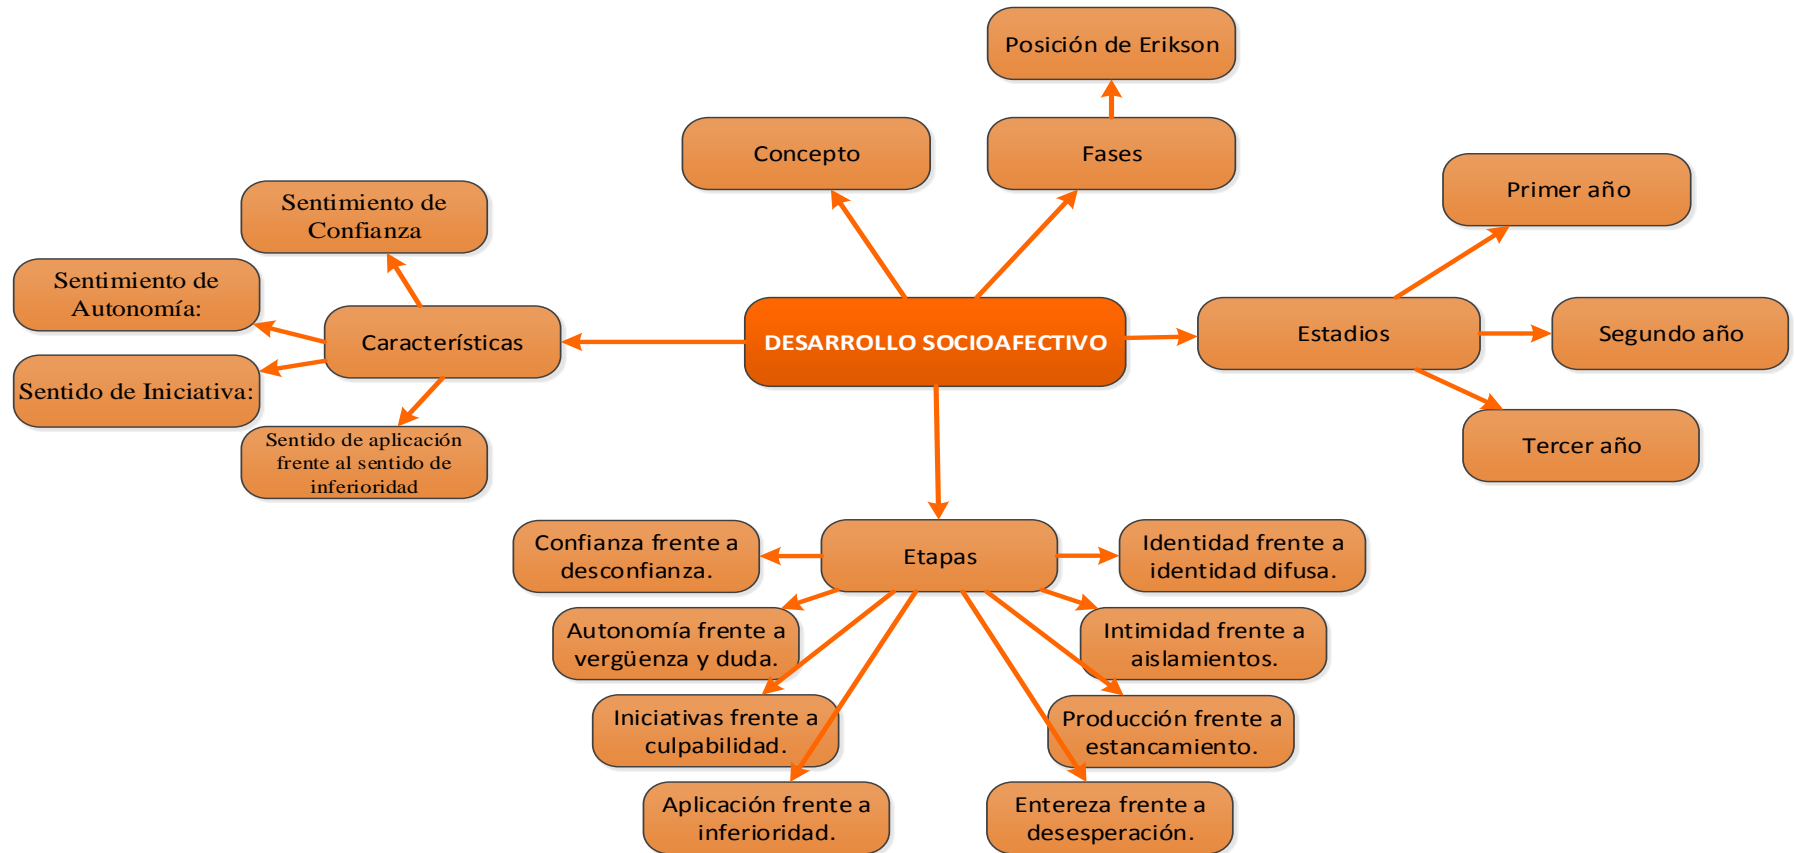 Posición de Erikson
Concepto
Fases
Primer año
Sentimiento de
Confianza
Sentimiento de
Autonomía:
Características
DESARROLLO SOCIOAFECTIVO
Estadios
Segundo año
Sentido de Iniciativa:
Sentido de aplicación
frente al sentido de
inferioridad
Tercer año
Etapas
Confianza frente a
desconfianza.
Identidad frente a
identidad difusa.
Autonomía frente a
vergüenza y duda.
Intimidad frente a
aislamientos.
Iniciativas frente a
culpabilidad.
Producción frente a
estancamiento.
Aplicación frente a
inferioridad.
Entereza frente a
desesperación.